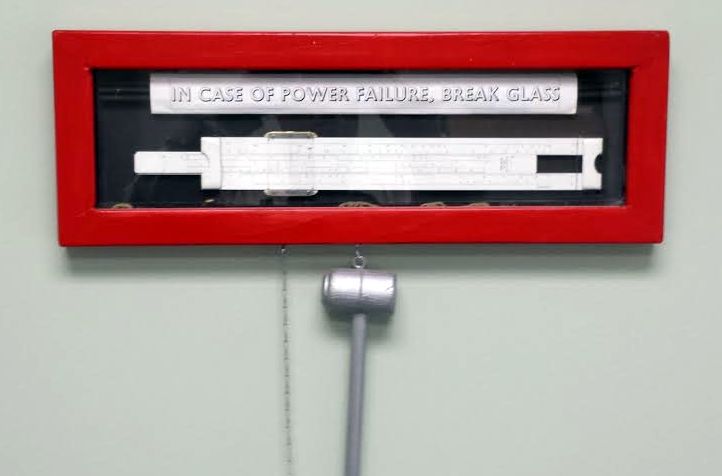 IN CASE OF POWER FAILURE, BREAK GLASS